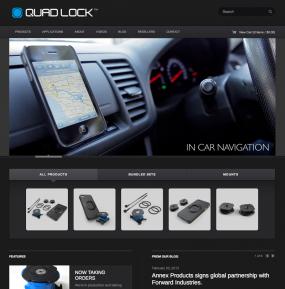 QUAD LOCK™
Search
PRODUCTS APPLICATIONS ABOUT VIDEOS BLOG RESELLERS CONTACT
View Cart (0 items / $0.00)
IN CAR NAVIGATION
ALL PRODUCTS BUNDLED SETS MOUNTS
FEATURES
NOW TAKING ORDERS
FROM OUR BLOG
Annex Products signs global partnership with
Forward Industries.